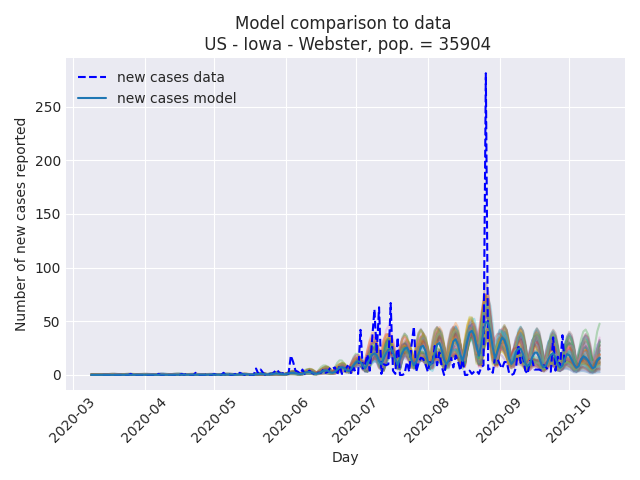 Model comparison to data
US - Iowa - Webster, pop. = 35904
new cases data
new cases model
Number of new cases reported
250
200
150
100
50
0
2020-03
2020-04
2020-05
2020-06
2020-07
2020-08
2020-09
2020-10
Day